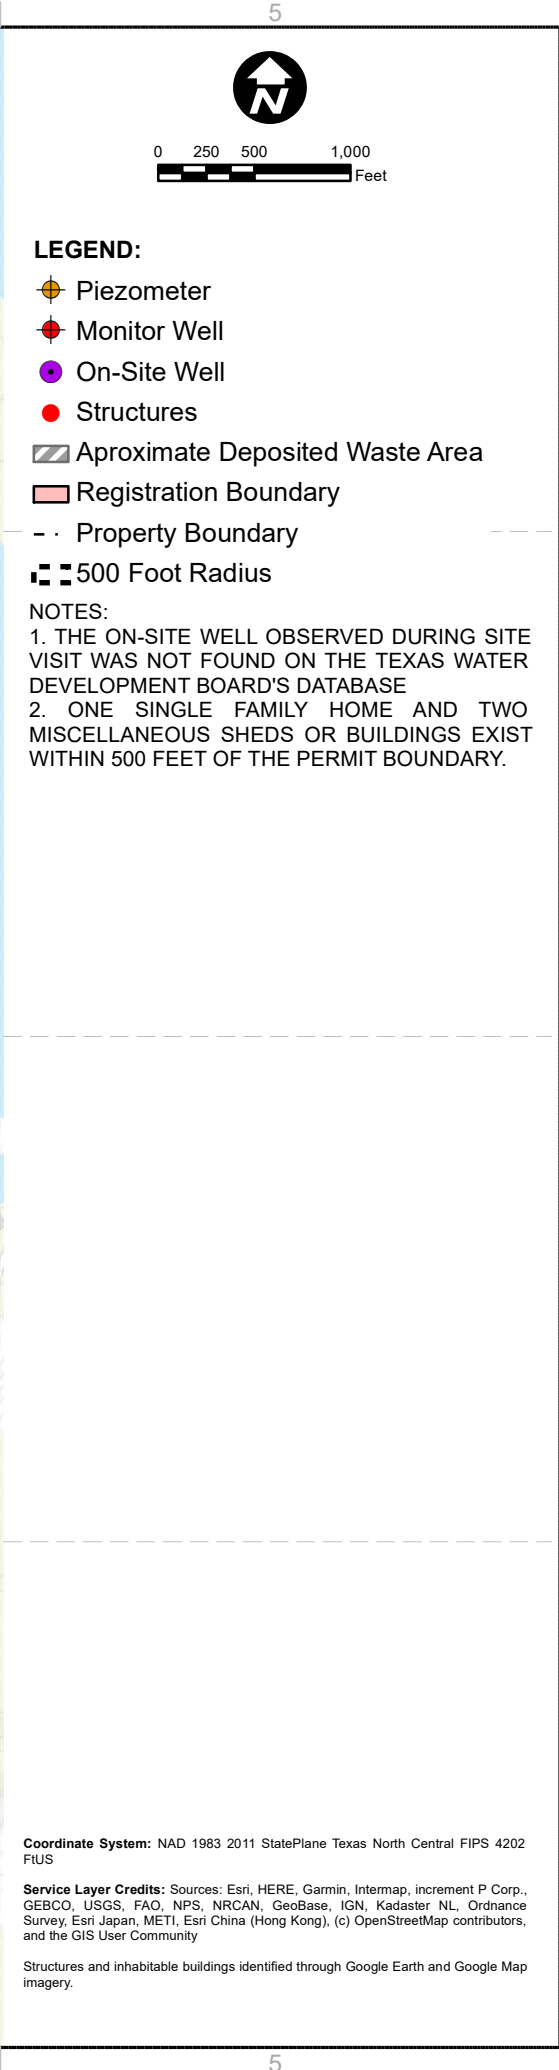 5
N
0 250 500 1,000
Feet
LEGEND:
Piezometer
Monitor Well
On-Site Well
Structures
Aproximate Deposited Waste Area
Registration Boundary
Property Boundary
500 Foot Radius
NOTES:
1. THE ON-SITE WELL OBSERVED DURING SITE
VISIT WAS NOT FOUND ON THE TEXAS WATER
DEVELOPMENT BOARD'S DATABASE
2. ONE SINGLE FAMILY HOME AND TWO
MISCELLANEOUS SHEDS OR BUILDINGS EXIST
WITHIN 500 FEET OF THE PERMIT BOUNDARY.
Coordinate System: NAD 1983 2011 StatePlane Texas North Central FIPS 4202
FtUS
Service Layer Credits: Sources: Esri, HERE, Garmin, Intermap, increment P Corp.,
GEBCO, USGS, FAO, NPS, NRCAN, GeoBase, IGN, Kadaster NL, Ordnance
Survey, Esri Japan, METI, Esri China (Hong Kong), (c) OpenStreetMap contributors,
and the GIS User Community
Structures and inhabitable buildings identified through Google Earth and Google Map
imagery.
5